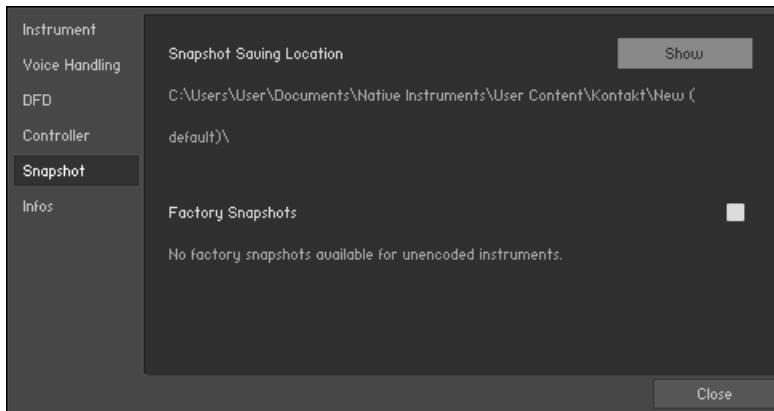 Instrument
Voice Handling
DFD
Controller
Snapshot
Infos
Snapshot Saving Location
Show
C:\Users\User\Documents\Native Instruments\User Content\Kontakt\New (
default)\
Factory Snapshots
No factory snapshots available for unencoded instruments.
Close